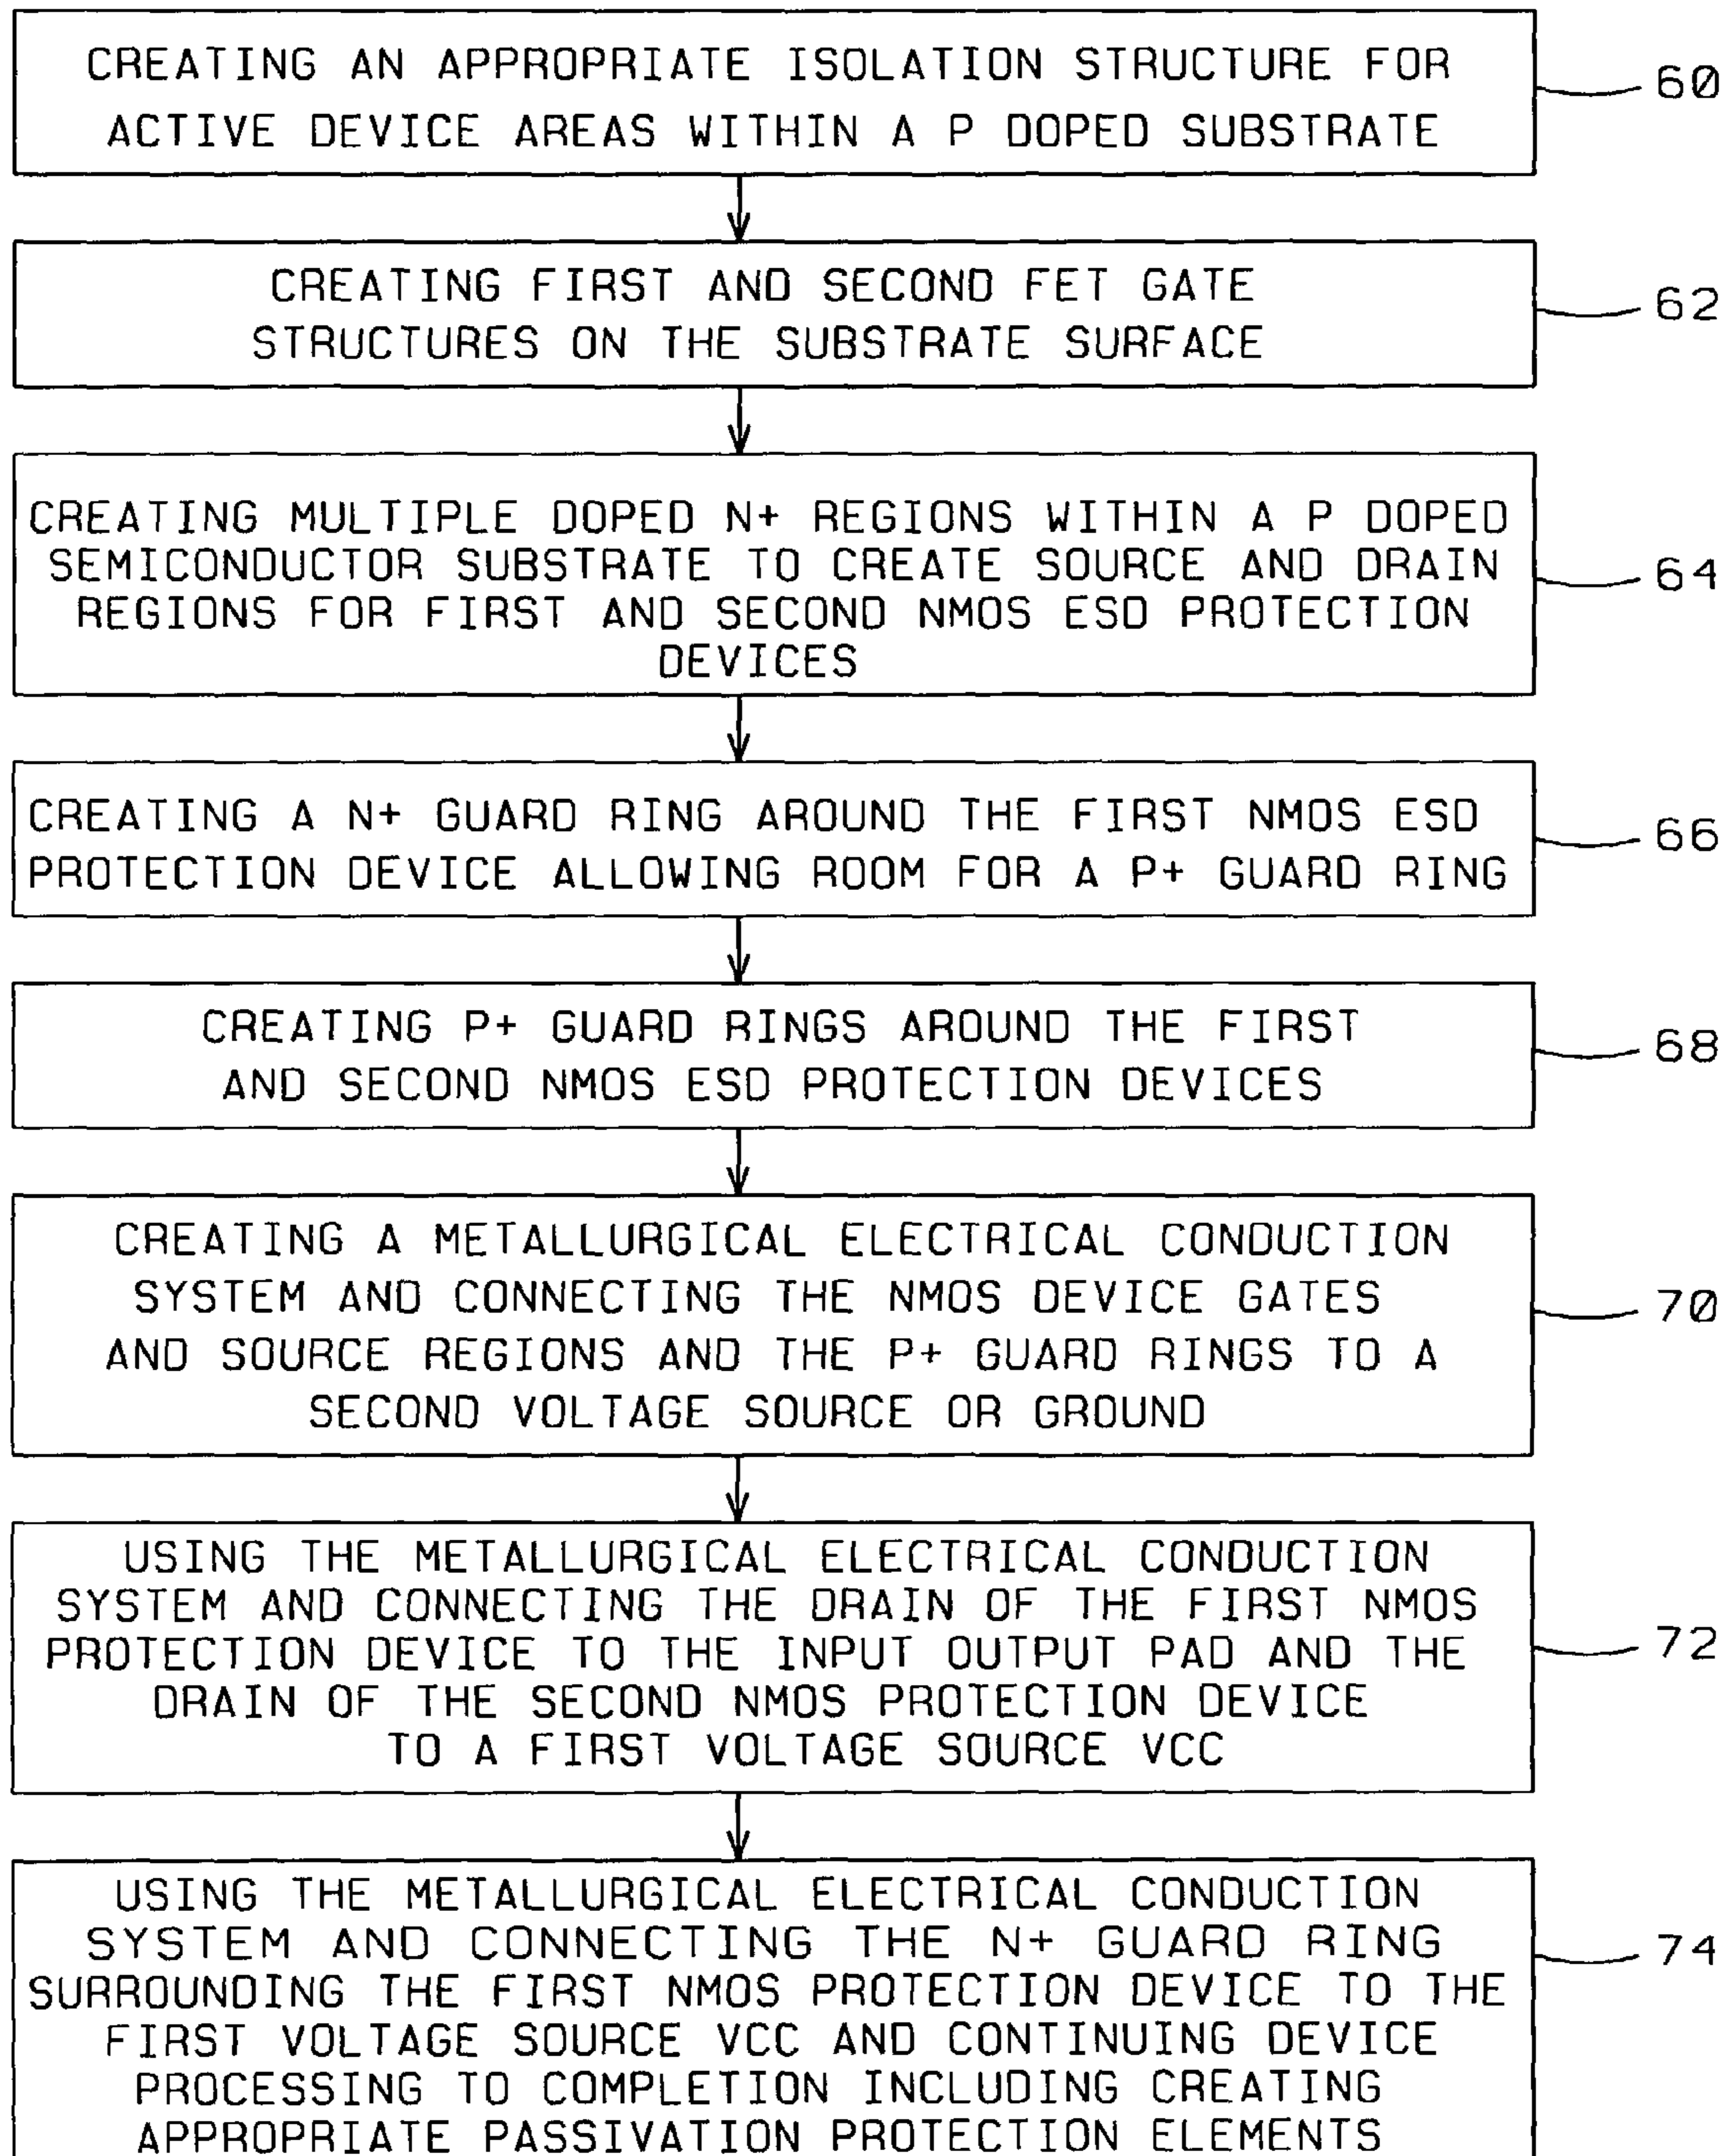 CREATING AN APPROPRIATE ISOLATION STRUCTURE FOR
ACTIVE DEVICE AREAS WITHIN A P DOPED SUBSTRATE
60
CREATING FIRST AND SECOND FET GATE
STRUCTURES ON THE SUBSTRATE SURFACE
62
CREATING MULTIPLE DOPED N+ REGIONS WITHIN A P DOPED
SEMICONDUCTOR SUBSTRATE TO CREATE SOURCE AND DRAIN
REGIONS FOR FIRST AND SECOND NMOS ESD PROTECTION
DEVICES
64
CREATING A N+ GUARD RING AROUND THE FIRST NMOS ESD
PROTECTION DEVICE ALLOWING ROOM FOR A P+ GUARD RING
66
CREATING P+ GUARD RINGS AROUND THE FIRST
AND SECOND NMOS ESD PROTECTION DEVICES
68
CREATING A METALLURGICAL ELECTRICAL CONDUCTION
SYSTEM AND CONNECTING THE NMOS DEVICE GATES
AND SOURCE REGIONS AND THE P+ GUARD RINGS TO A
SECOND VOLTAGE SOURCE OR GROUND
70
USING THE METALLURGICAL ELECTRICAL CONDUCTION
SYSTEM AND CONNECTING THE DRAIN OF THE FIRST NMOS
PROTECTION DEVICE TO THE INPUT OUTPUT PAD AND THE
DRAIN OF THE SECOND NMOS PROTECTION DEVICE
TO A FIRST VOLTAGE SOURCE VCC
72
USING THE METALLURGICAL ELECTRICAL CONDUCTION
SYSTEM AND CONNECTING THE N+ GUARD RING
SURROUNDING THE FIRST NMOS PROTECTION DEVICE TO THE
FIRST VOLTAGE SOURCE VCC AND CONTINUING DEVICE
PROCESSING TO COMPLETION INCLUDING CREATING
APPROPRIATE PASSIVATION PROTECTION ELEMENTS
74